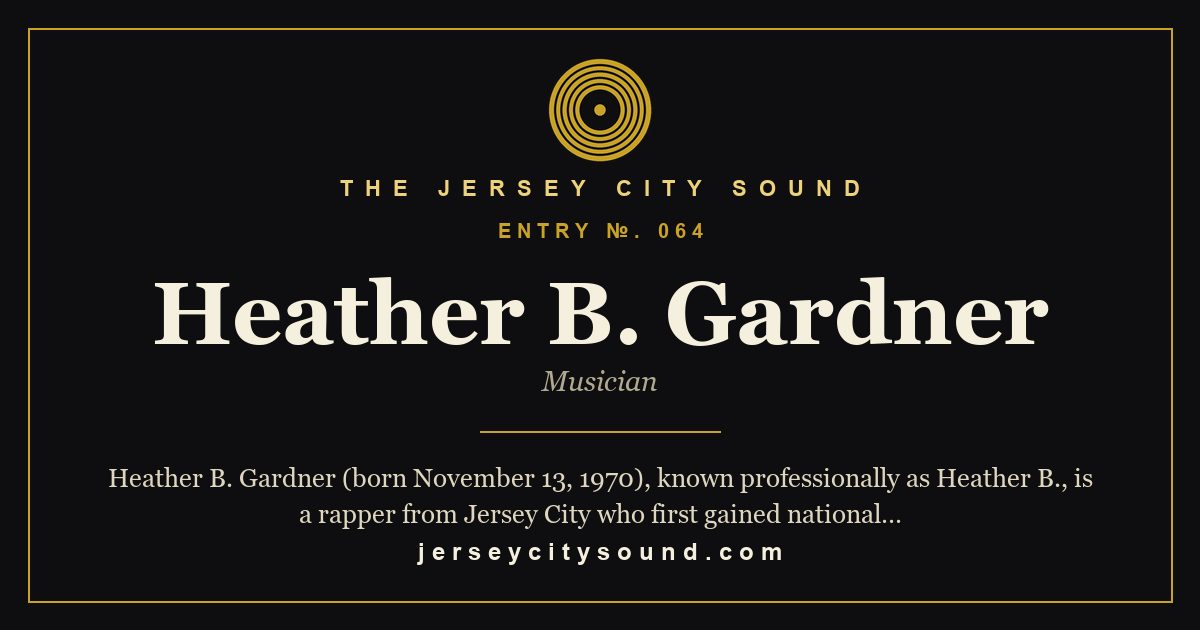 THE JERSEY CITY SOUND
ENTRY №. 064
Heather B. Gardner
Musician
Heather B. Gardner (born November 13, 1970), known professionally as Heather B., is
a rapper from Jersey City who first gained national...
jerseycitysound.com